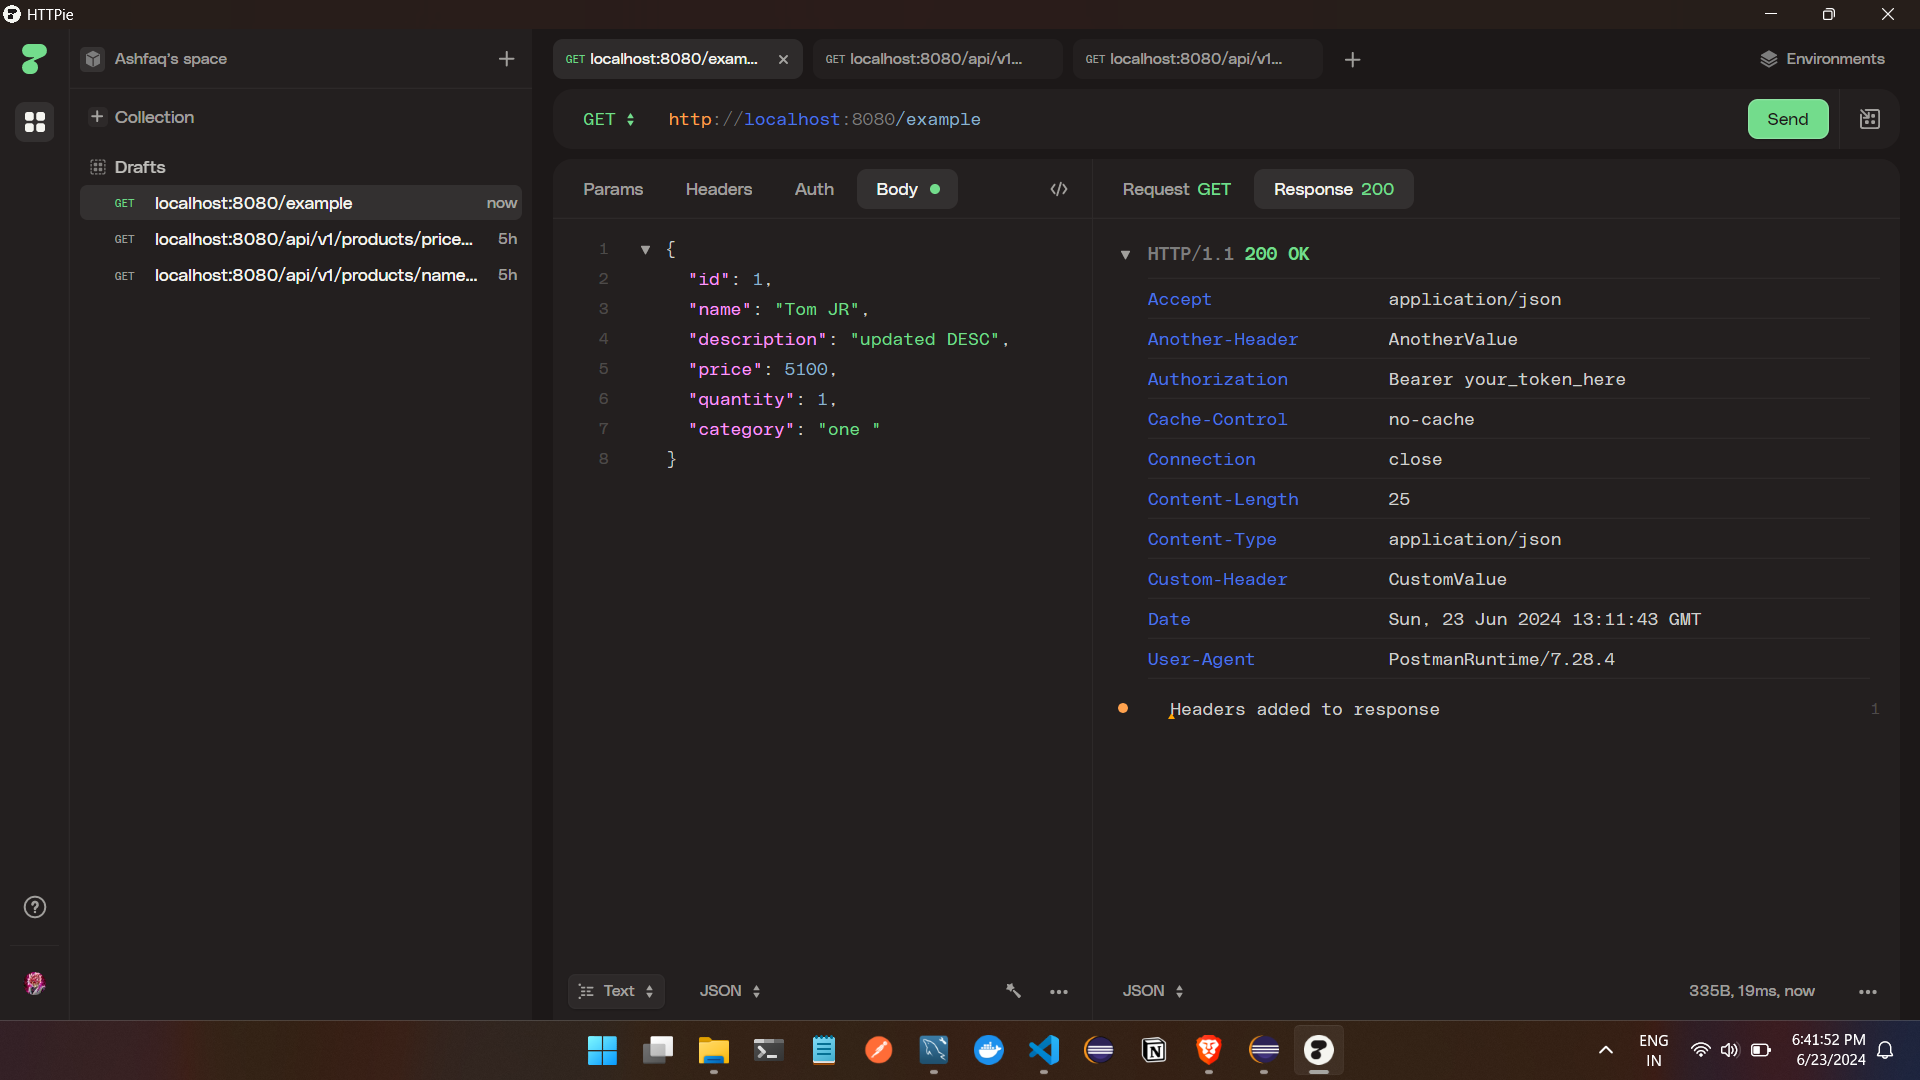 HTTPie
Ashfaq's space
GET localhost:8080/exam...
GET localhost:8080/api/v1...
GET localhost:8080/api/v1...
Environments
Collection
GET http://localhost:8080/example
Send
Drafts
GET localhost:8080/example now
GET localhost:8080/api/v1/products/price... 5h
GET localhost:8080/api/v1/products/name... 5h
Params Headers Auth Body
Request GET Response 200
1 {
2 "id": 1,
3 "name": "Tom JR",
4 "description": "updated DESC",
5 "price": 5100,
6 "quantity": 1,
7 "category": "one "
8 }
HTTP/1.1 200 OK
Accept application/json
Another-Header AnotherValue
Authorization Bearer your_token_here
Cache-Control no-cache
Connection close
Content-Length 25
Content-Type application/json
Custom-Header CustomValue
Date Sun, 23 Jun 2024 13:11:43 GMT
User-Agent PostmanRuntime/7.28.4
Headers added to response 1
Text JSON
JSON 335B, 19ms, now
ENG
IN
6:41:52 PM
6/23/2024